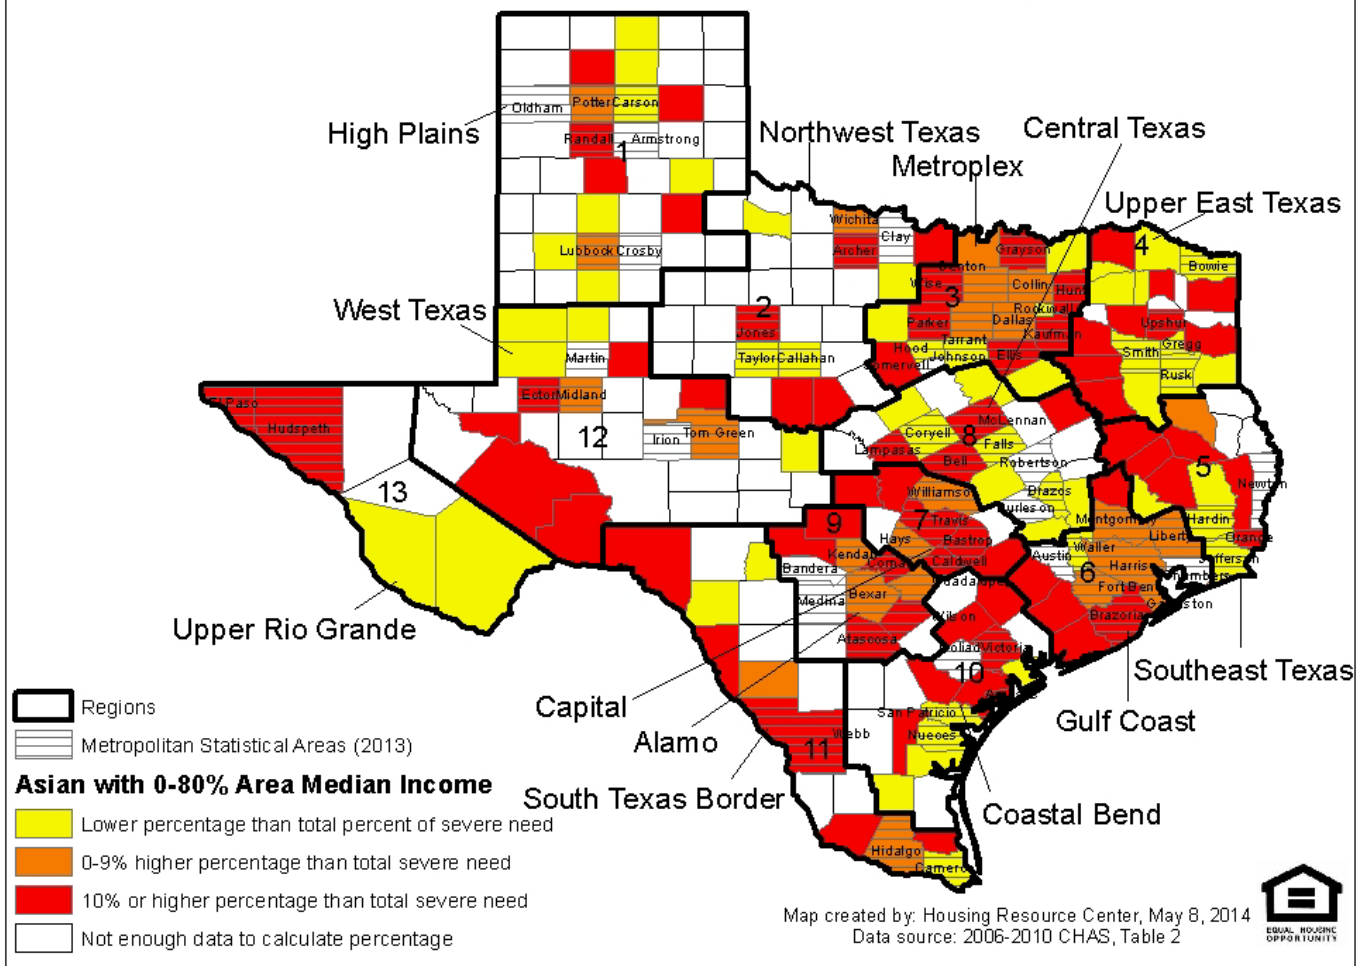 Oldham
Potter
Carson
High Plains
Northwest Texas
Central Texas
Randall
Armstrong
1
Metroplex
Upper East Texas
Wichita
4
Lubbock
Crosby
Archer
Clay
Grayson
Denton
Bowie
Wise
Collin
Hunt
West Texas
2
3
Rockwall
Jones
Parker
Dallas
Kaufman
Upshur
Martin
Taylor
Callahan
Hood
Tarrant
Johnson
Ellis
Smith
Gregg
Somervell
Rusk
El Paso
Ector
Midland
Hudspeth
12
Irion
Tom Green
McLennan
Coryell
8
Falls
Lampasas
Bell
Robertson
5
13
Williamson
Brazos
Burleson
Newton
9
7
Travis
Montgomery
Hardin
Hays
Bastrop
Liberty
Orange
Kendall
Comal
Caldwell
Austin
Waller
Jefferson
Bandera
Guadalupe
6
Harris
Chambers
Medina
Bexar
Fort Bend
Galveston
Wilson
Brazoria
Upper Rio Grande
Atascosa
Goliad
Victoria
10
Southeast Texas
Capital
San Patricio
Gulf Coast
Alamo
Webb
Nueces
11
South Texas Border
Coastal Bend
Hidalgo
Cameron
Regions
Metropolitan Statistical Areas (2013)
Asian with 0-80% Area Median Income
Lower percentage than total percent of severe need
0-9% higher percentage than total severe need
10% or higher percentage than total severe need
Not enough data to calculate percentage
Map created by: Housing Resource Center, May 8, 2014
Data source: 2006-2010 CHAS, Table 2
EQUAL HOUSING
OPPORTUNITY